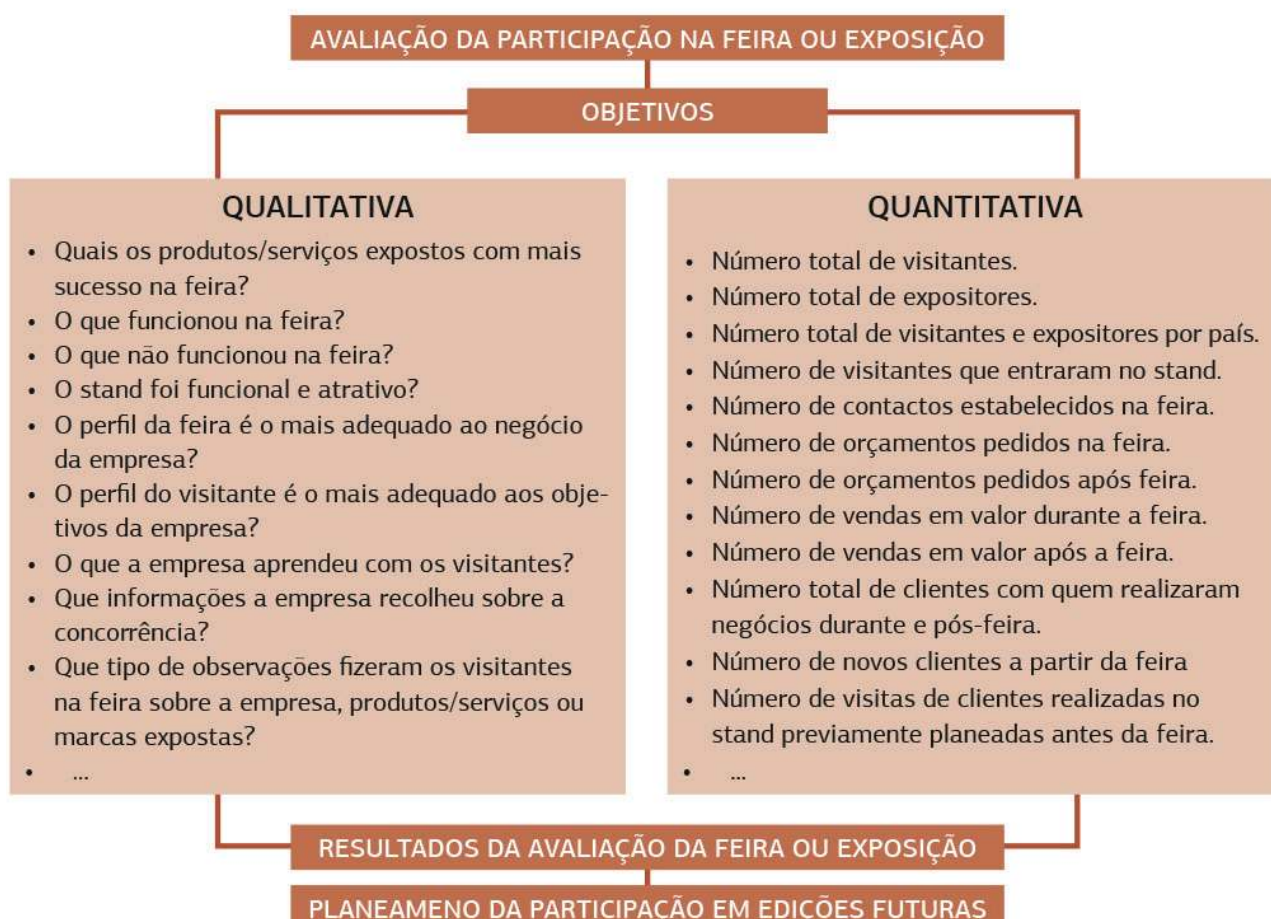 AVALIAÇÃO DA PARTICIPAÇÃO NA FEIRA OU EXPOSIÇÃO
OBJETIVOS
QUALITATIVA
• Quais os produtos/serviços expostos com mais
sucesso na feira?
• O que funcionou na feira?
• O que não funcionou na feira?
• O stand foi funcional e atrativo?
• O perfil da feira é o mais adequado ao negócio
da empresa?
• O perfil do visitante é o mais adequado aos obje-
tivos da empresa?
• O que a empresa aprendeu com os visitantes?
• Que informações a empresa recolheu sobre a
concorrência?
• Que tipo de observações fizeram os visitantes
na feira sobre a empresa, produtos/serviços ou
marcas expostas?
• ...
QUANTITATIVA
• Número total de visitantes.
• Número total de expositores.
• Número total de visitantes e expositores por país.
• Número de visitantes que entraram no stand.
• Número de contactos estabelecidos na feira.
• Número de orçamentos pedidos na feira.
• Número de orçamentos pedidos após feira.
• Número de vendas em valor durante a feira.
• Número de vendas em valor após a feira.
• Número total de clientes com quem realizaram
negócios durante e pós-feira.
• Número de novos clientes a partir da feira
• Número de visitas de clientes realizadas no
stand previamente planeadas antes da feira.
• ...
RESULTADOS DA AVALIAÇÃO DA FEIRA OU EXPOSIÇÃO
PLANEAMENO DA PARTICIPAÇÃO EM EDIÇÕES FUTURAS